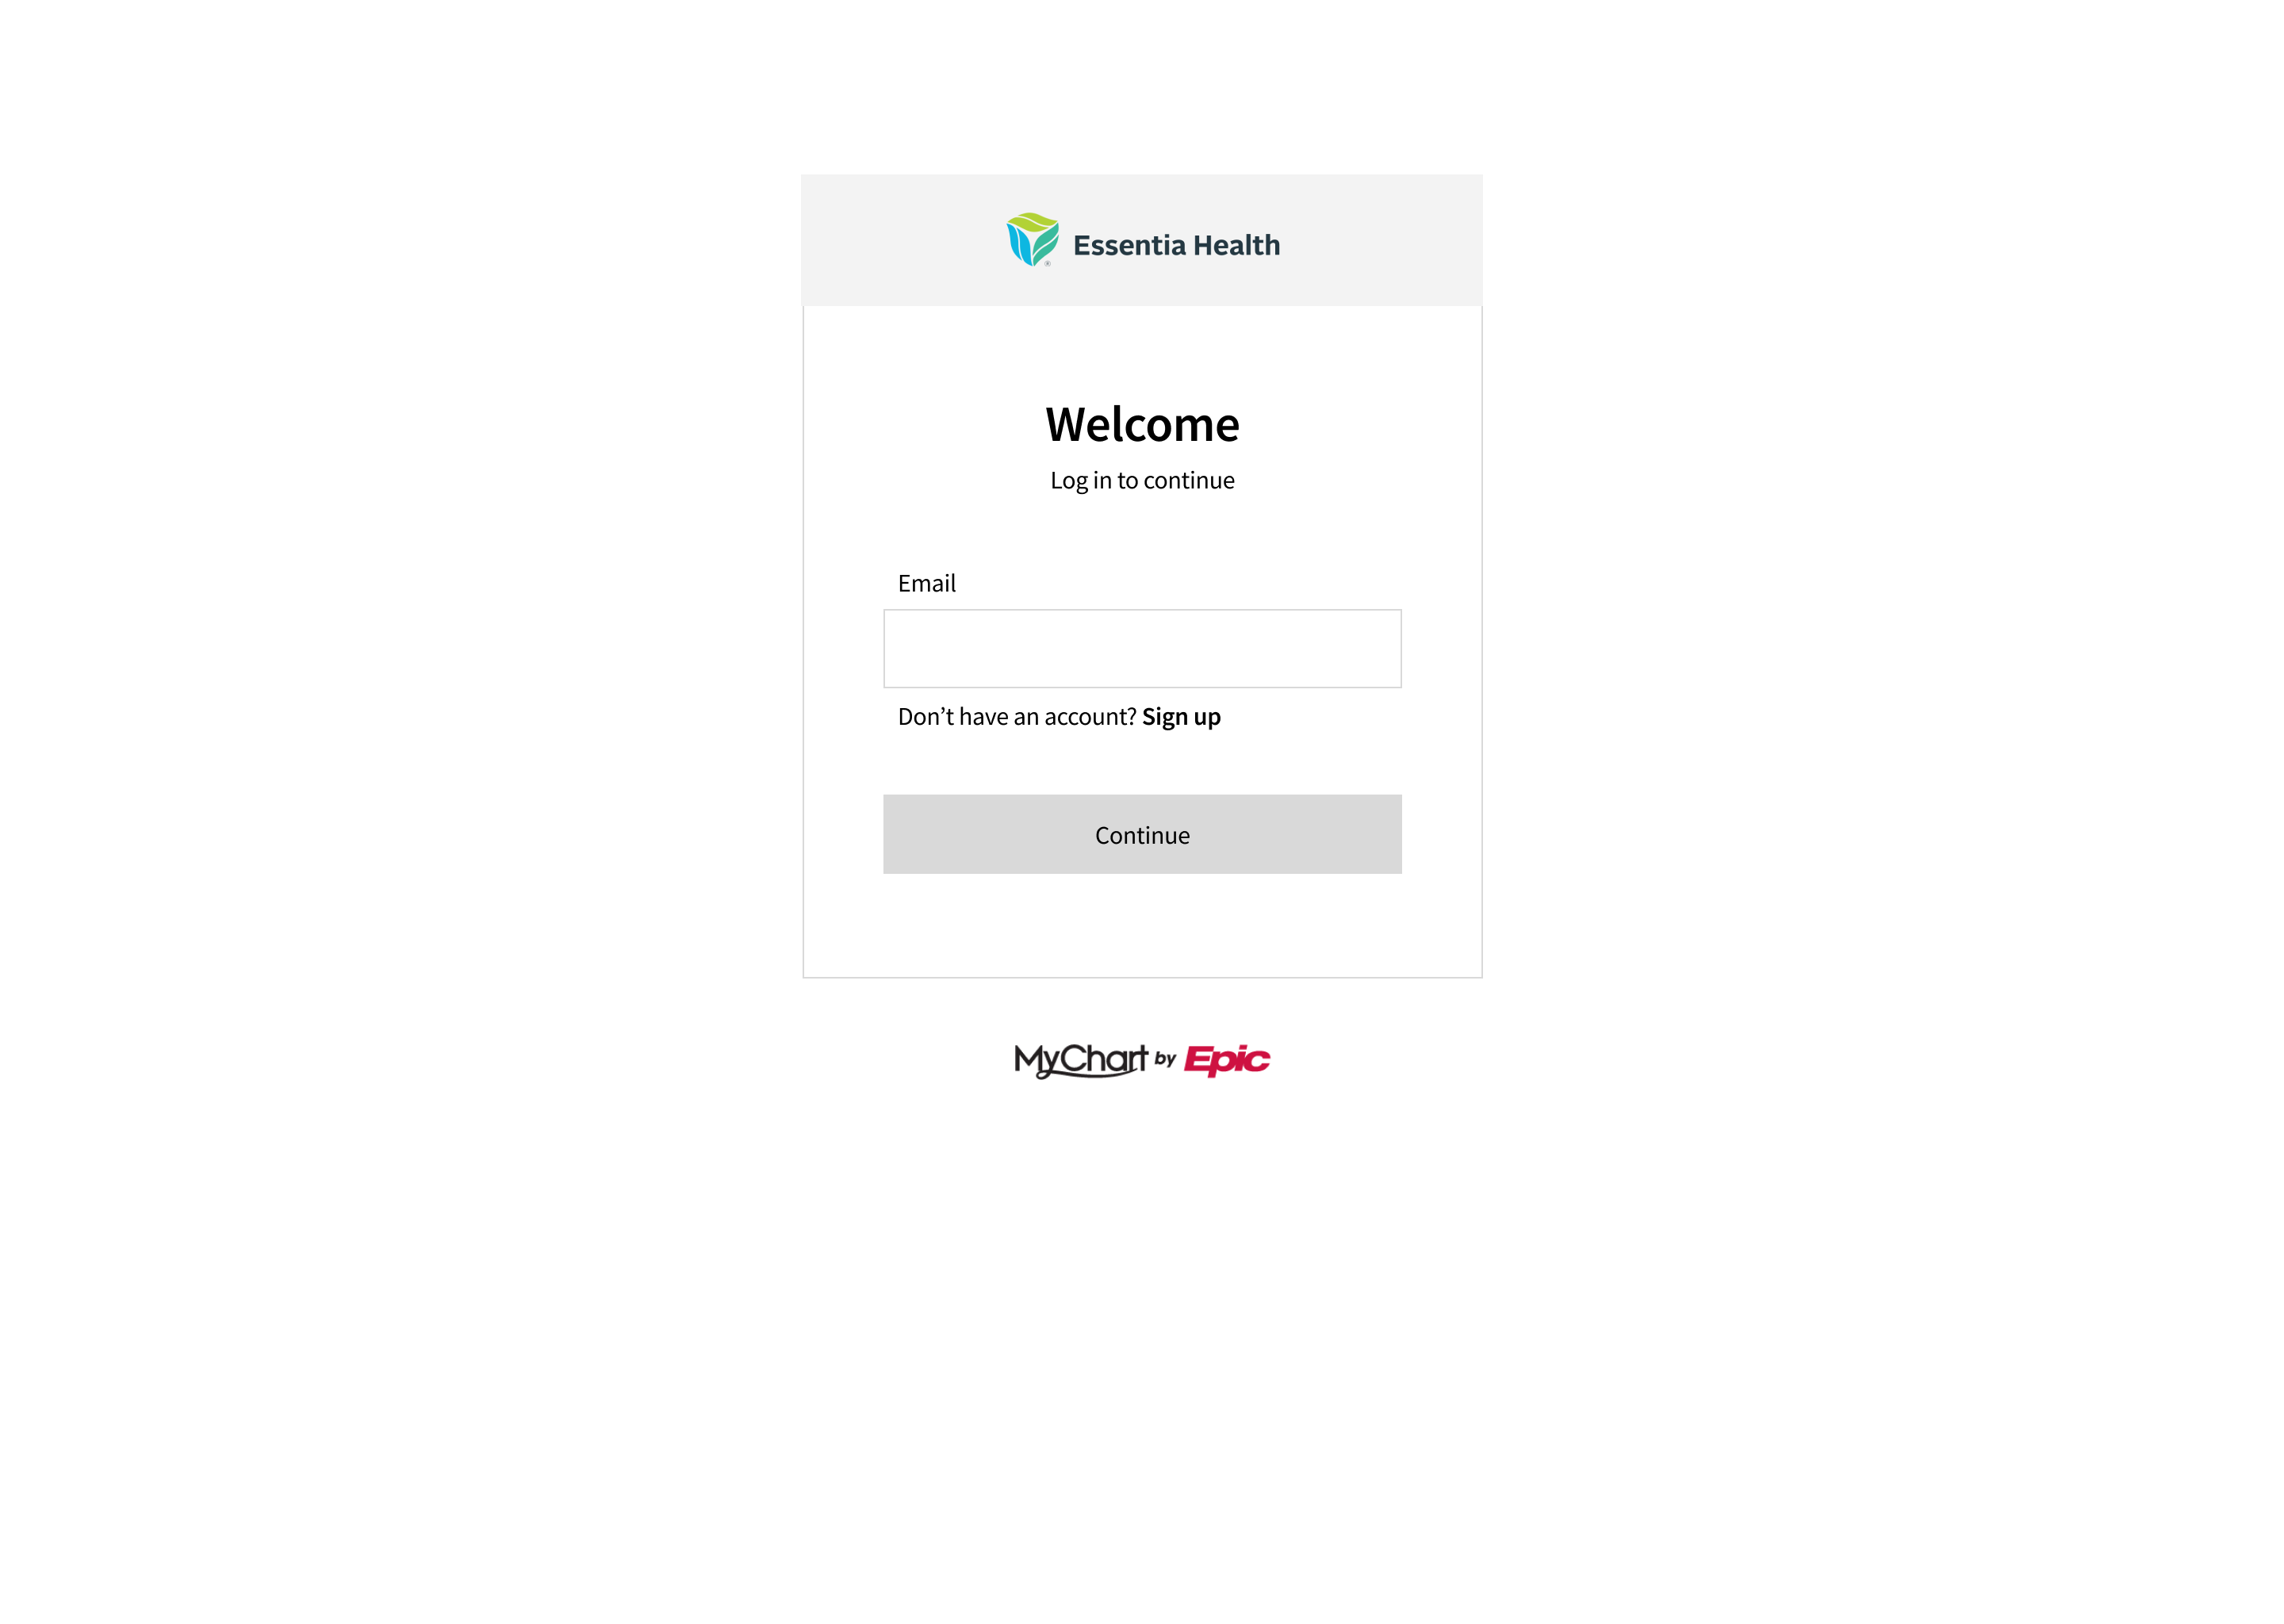 Essentia Health
Welcome
Log in to continue
Email
Don’t have an account? Sign up
Continue
MyChart by Epic